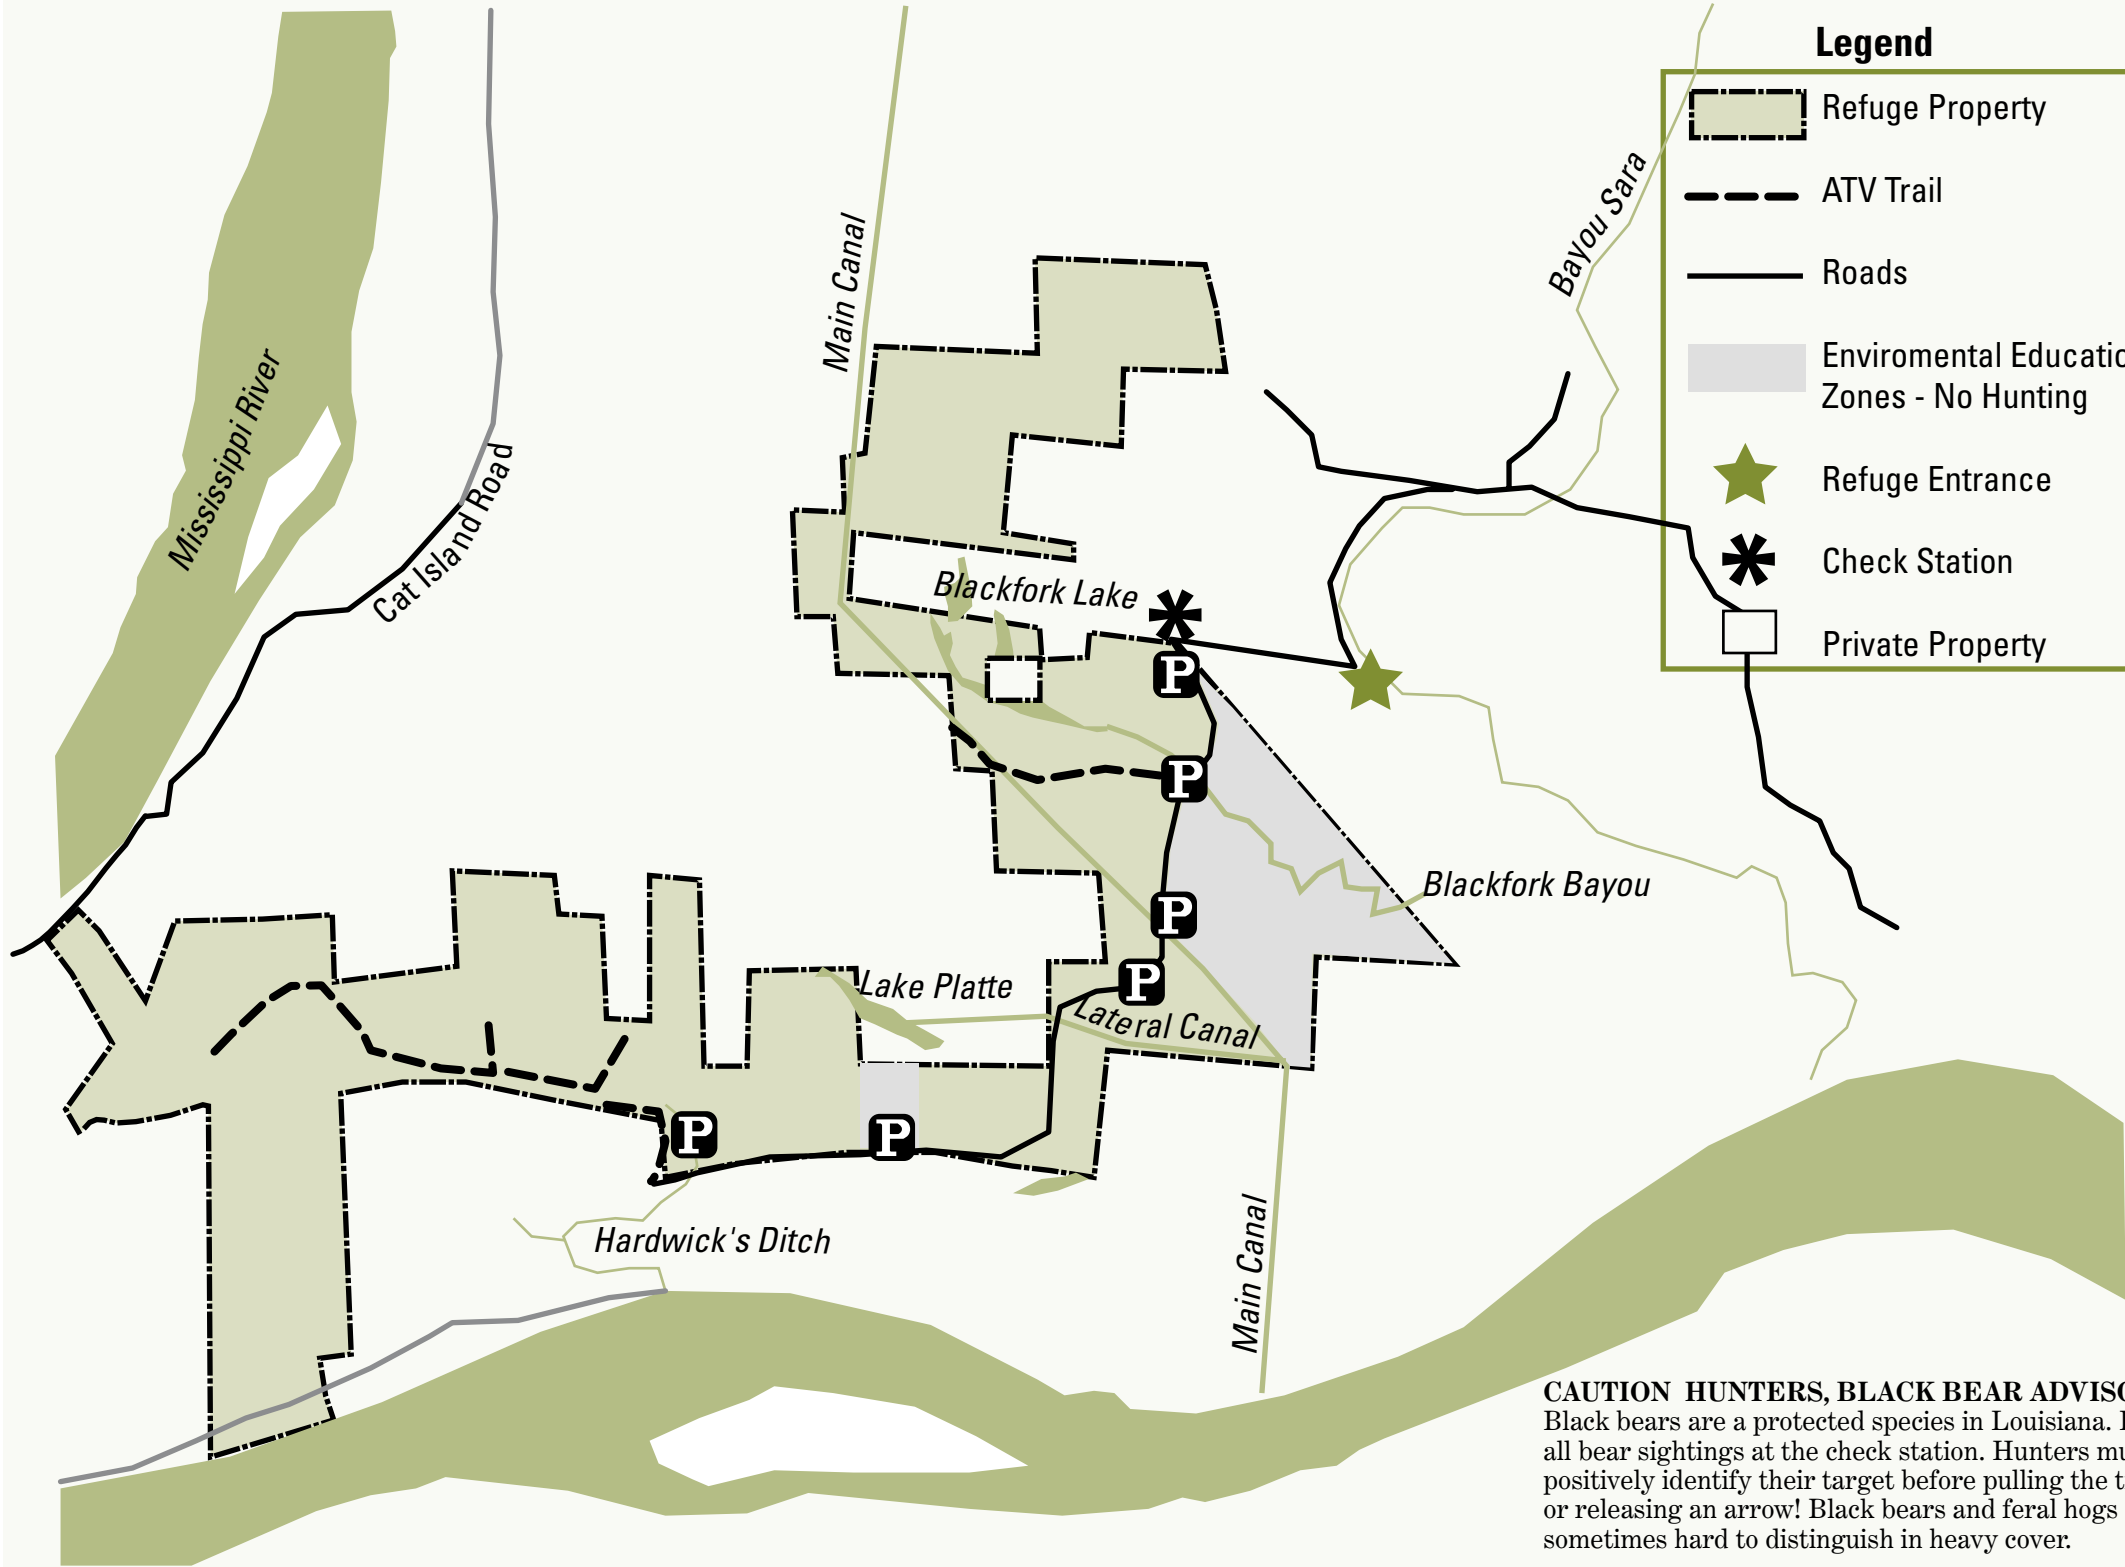 Legend
Refuge Property
ATV Trail
Roads
Enviromental Educatio
Zones - No Hunting
Refuge Entrance
Check Station
Private Property
Mississippi River
Cat Island Road
Main Canal
Bayou Sara
Blackfork Lake
P
P
Blackfork Bayou
P
P
Lake Platte
Lateral Canal
P
P
Hardwick's Ditch
Main Canal
CAUTION HUNTERS, BLACK BEAR ADVISO
Black bears are a protected species in Louisiana.
all bear sightings at the check station. Hunters mu
positively identify their target before pulling the t
or releasing an arrow! Black bears and feral hogs
sometimes hard to distinguish in heavy cover.